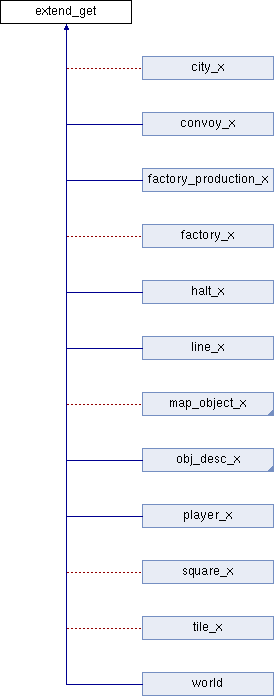 extend_get
city_x
convoy_x
factory_production_x
factory_x
halt_x
line_x
map_object_x
obj_desc_x
player_x
square_x
tile_x
world